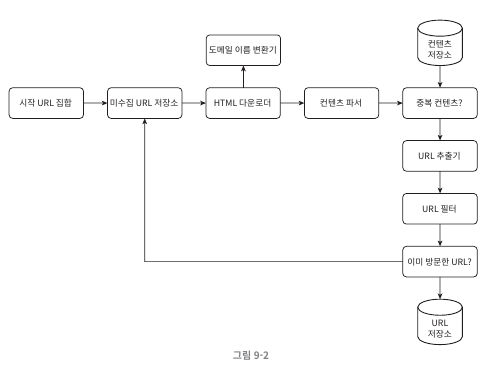 도메일 이름 변환기
컨텐츠
저장소
시작 URL 집합
미수집 URL 저장소
HTML 다운로더
컨텐츠 파서
중복 컨텐츠?
URL 추출기
URL 필터
이미 방문한 URL?
URL
저장소
그림 9-2